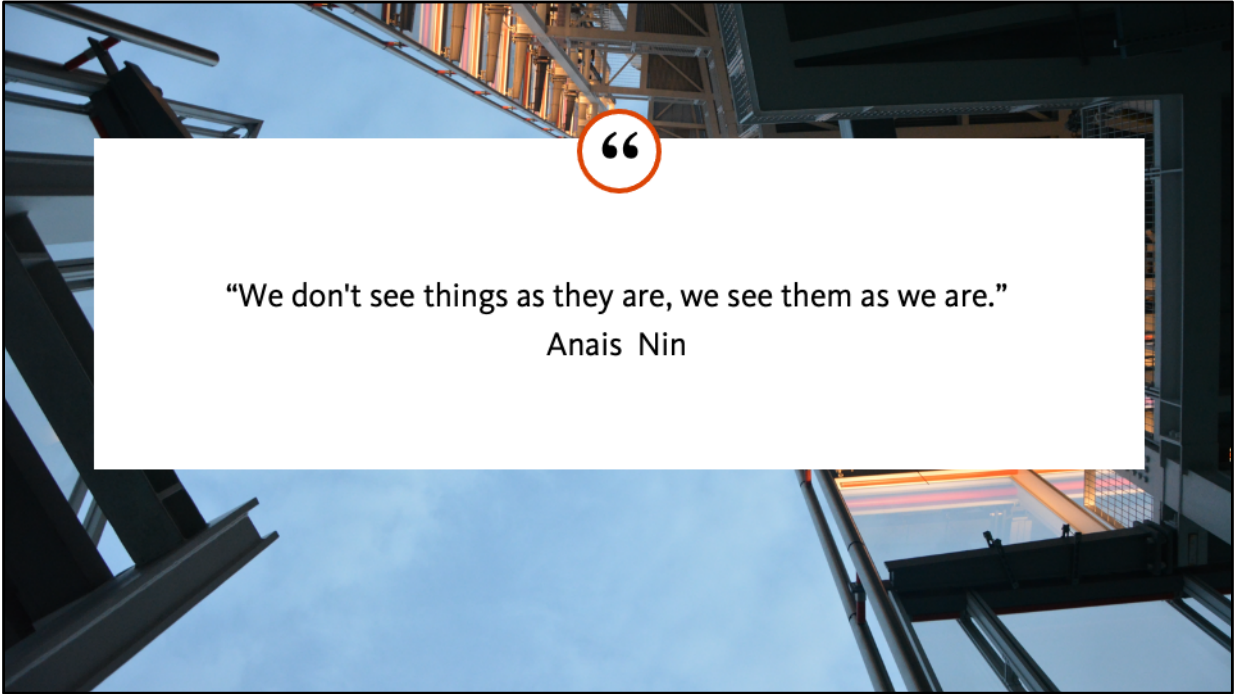 “
“We don't see things as they are, we see them as we are.”
Anais  Nin